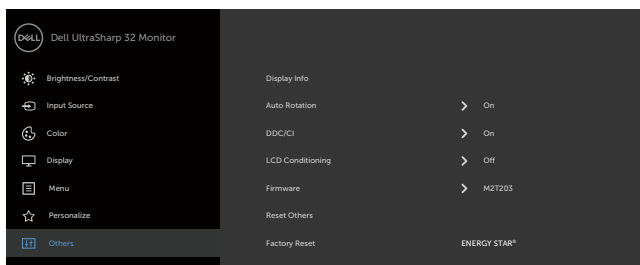 DELL Dell UltraSharp 32 Monitor
Brightness/Contrast Display Info
Input Source Auto Rotation On
Color DDC/CI On
Display LCD Conditioning Off
Menu Firmware M2T203
Personalize Reset Others
Others Factory Reset ENERGY STAR®